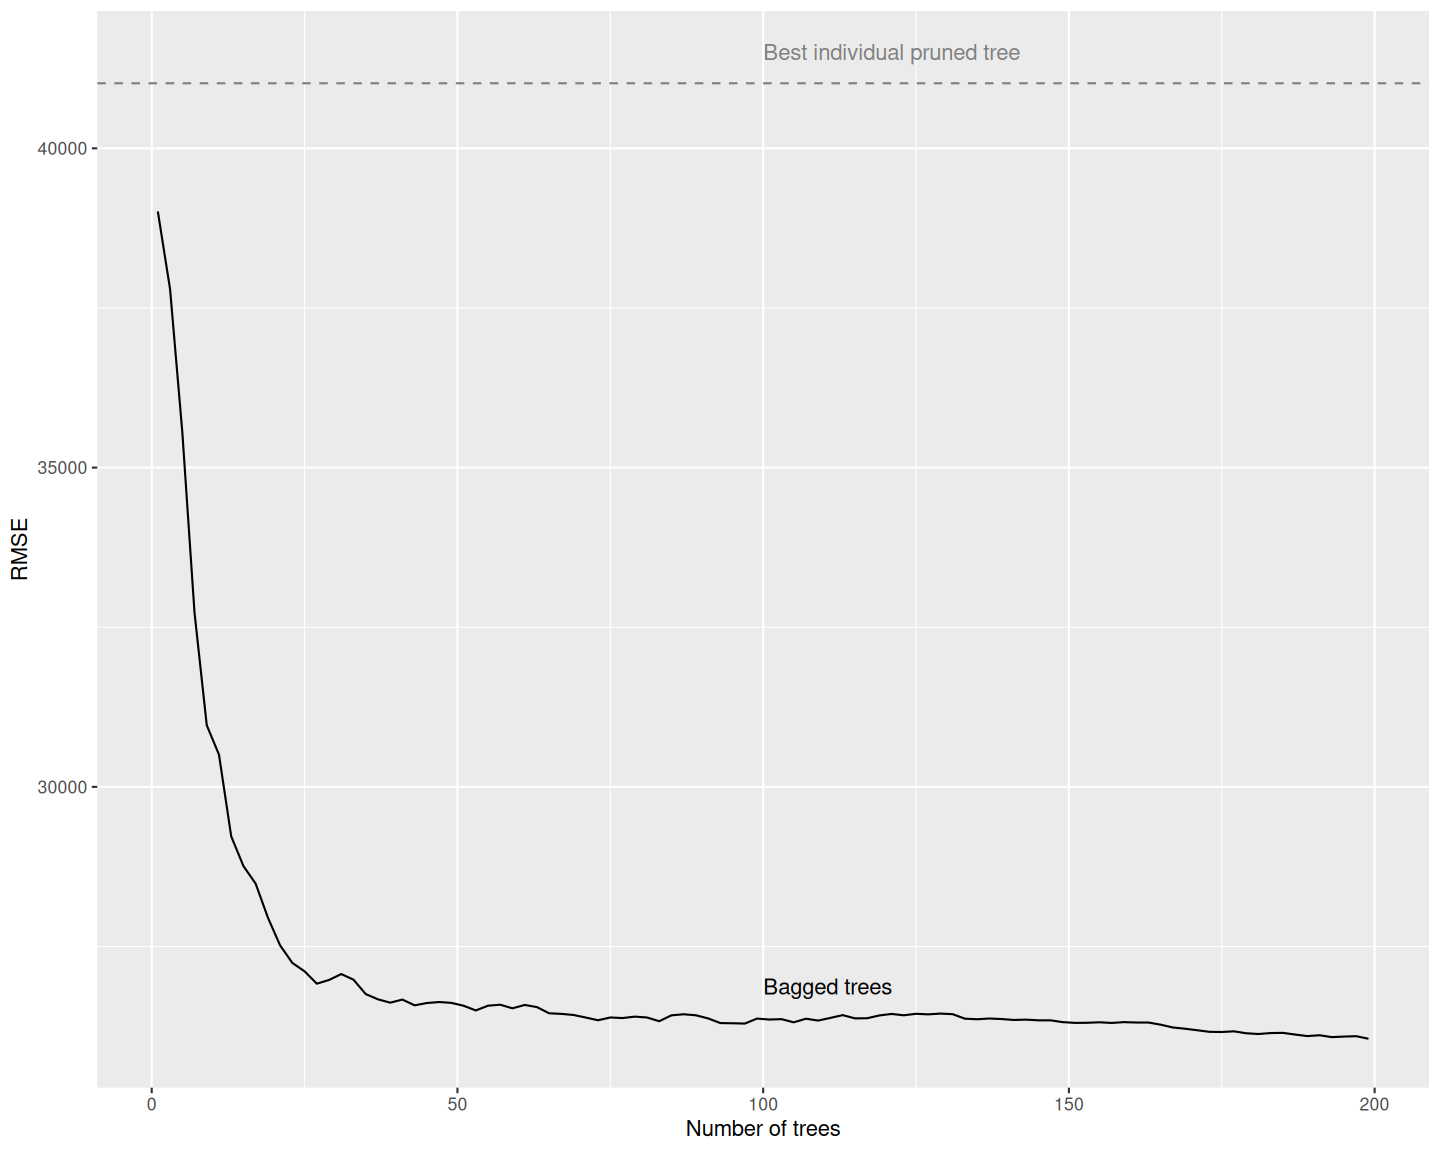 Best individual pruned tree
40000
35000
RMSE
30000
Bagged trees
0 50 100 150 200
Number of trees